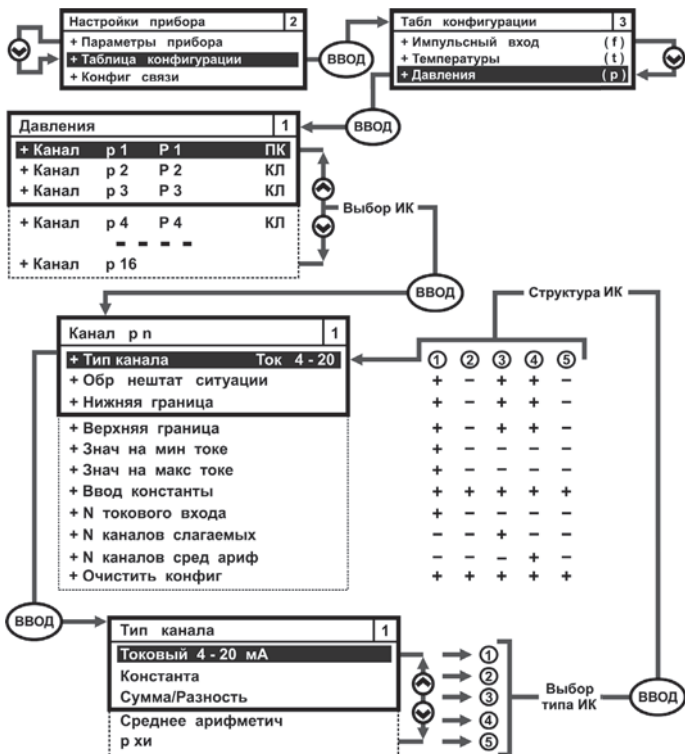 Настройки прибора 2
+ Параметры прибора
+ Таблица конфигурации
+ Конфиг связи
ВВОД
Табл конфигурации 3
+ Импульсный вход (f)
+ Температуры (t)
+ Давления (p)
ВВОД
Давления 1
+ Канал p 1 P 1 ПК
+ Канал p 2 P 2 КЛ
+ Канал p 3 P 3 КЛ
+ Канал p 4 P 4 КЛ
- - - -
+ Канал p 16
Выбор ИК
ВВОД
Структура ИК
Канал p n 1
+ Тип канала Ток 4 - 20
① ② ③ ④ ⑤
+ Обр нештат ситуации + – + + –
+ Нижняя граница + – + + –
+ Верхняя граница + – + + –
+ Знач на мин токе + – – – –
+ Знач на макс токе + – – – –
+ Ввод константы + + + + +
+ N токового входа + – – – –
+ N каналов слагаемых – – + – –
+ N каналов сред ариф – – – + –
+ Очистить конфиг + + + + +
ВВОД
Тип канала 1
Токовый 4 - 20 мА ①
Константа ②
Сумма/Разность ③
Среднее арифметич ④
р хи ⑤
Выбор
типа ИК
ВВОД